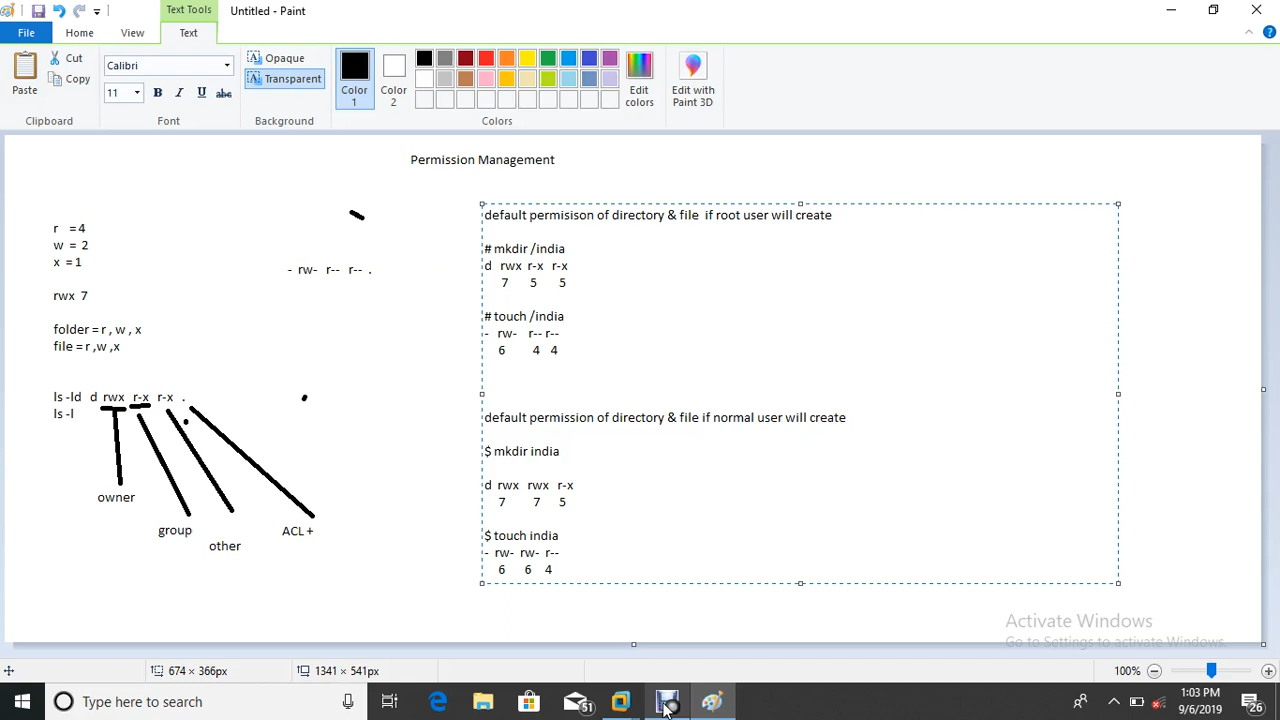 Text Tools
Untitled - Paint
File
Home
View
Text
Paste
Cut
Copy
Clipboard
Calibri
11
B I U abc
Font
Opaque
Transparent
Background
Color 1
Color 2
Edit colors
Edit with Paint 3D
Colors
Permission Management
r = 4
w = 2
x = 1
rwx 7
folder = r , w , x
file = r ,w ,x
- rw- r-- r-- .
ls -ld d rwx r-x r-x .
ls -l
owner
group
other
ACL +
default permisison of directory & file if root user will create
# mkdir /india
d rwx r-x r-x
7 5 5
# touch /india
- rw- r-- r--
6 4 4
default permission of directory & file if normal user will create
$ mkdir india
d rwx rwx r-x
7 7 5
$ touch india
- rw- rw- r--
6 6 4
Activate Windows
Go to Settings to activate Windows.
674 × 366px
1341 × 541px
100%
Type here to search
51
1:03 PM
9/6/2019
26